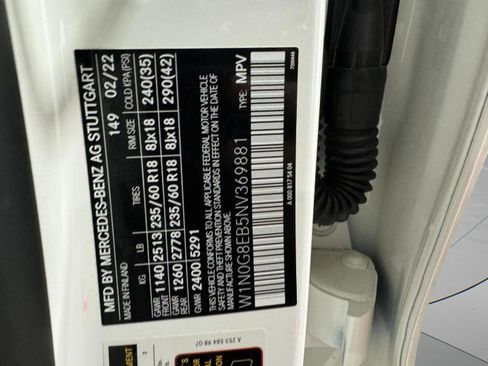 MFD BY MERCEDES-BENZ AG STUTTGART
MADE IN FINLAND 149 02/22
KG LB TIRES RIM SIZE COLD KPA(PSI)
GAWR FRONT 1140 2513 235/60 R18 8Jx18 240(35)
GAWR REAR 1260 2778 235/60 R18 8Jx18 290(42)
GVWR 2400 5291
THIS VEHICLE CONFORMS TO ALL APPLICABLE FEDERAL MOTOR VEHICLE
SAFETY AND THEFT PREVENTION STANDARDS IN EFFECT ON THE DATE OF
MANUFACTURE SHOWN ABOVE
W1N0G8EB5NV369881 TYPE: MPV
A 000 817 54 04
A 253 584 98 07
3